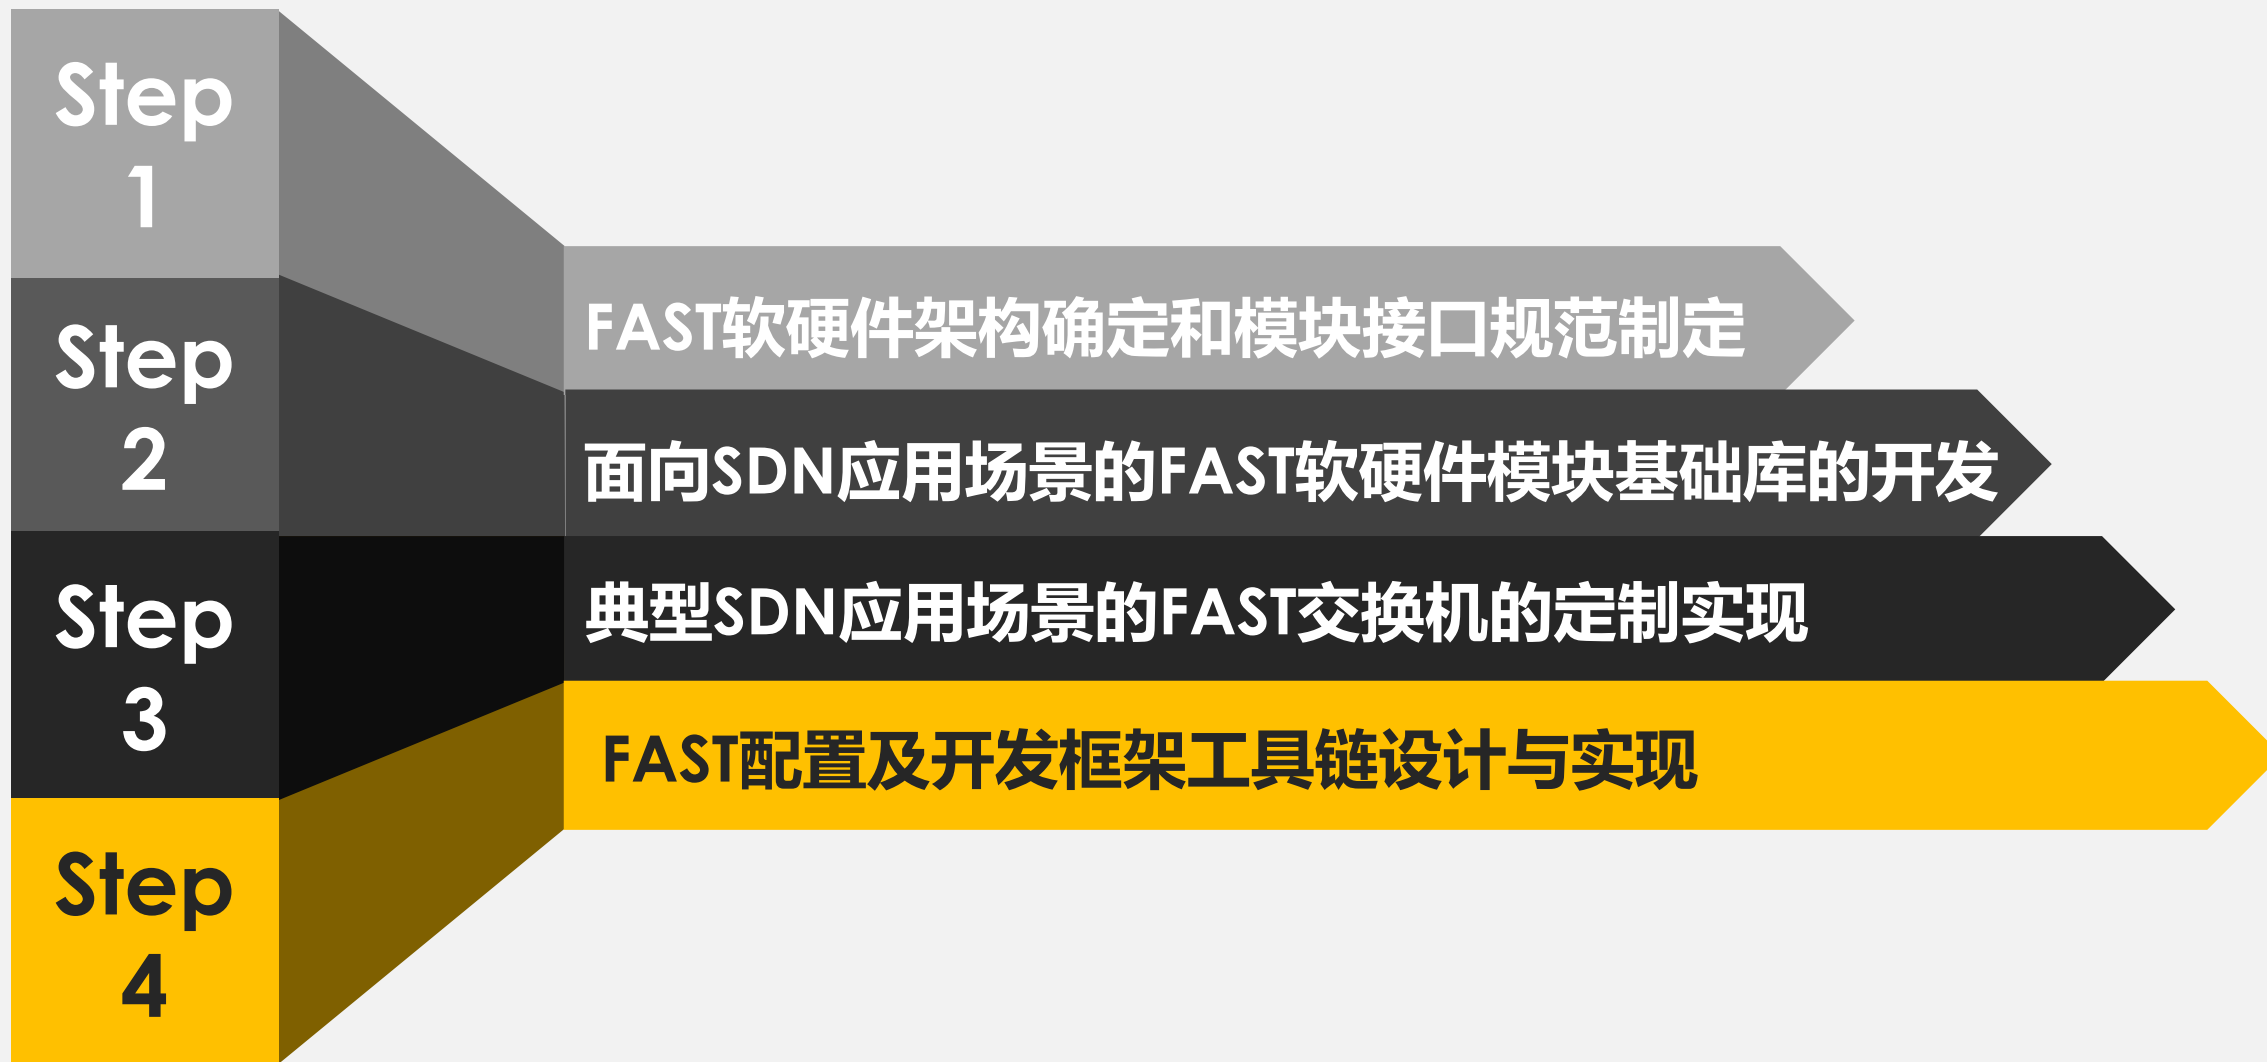 Step
1
FAST软硬件架构确定和模块接口规范制定
Step
2
面向SDN应用场景的FAST软硬件模块基础库的开发
Step
3
典型SDN应用场景的FAST交换机的定制实现
Step
4
FAST配置及开发框架工具链设计与实现